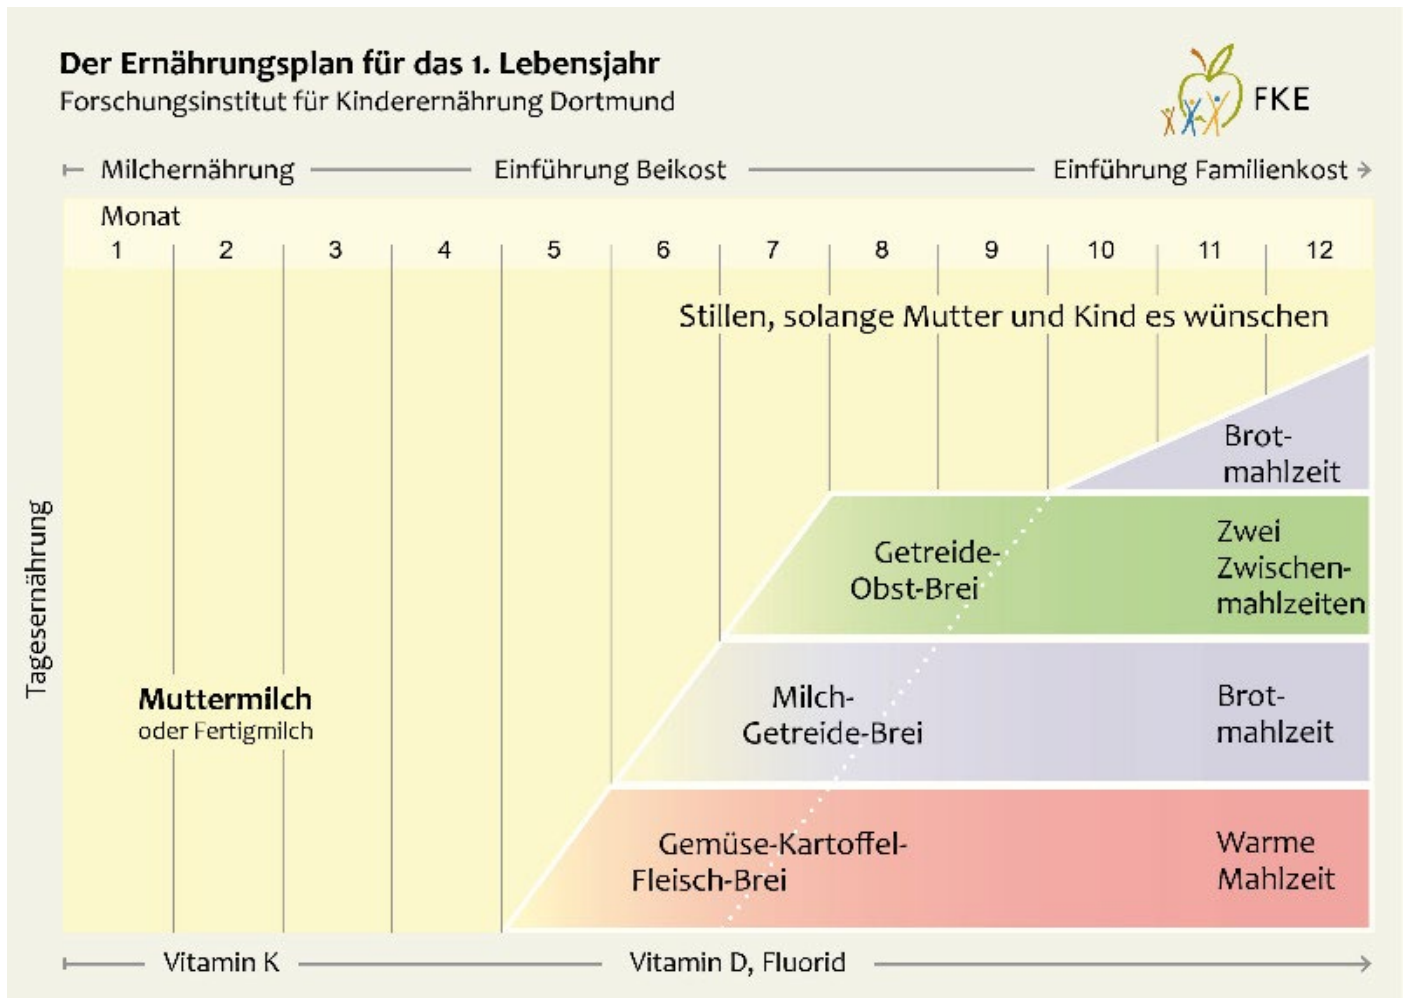 Der Ernährungsplan für das 1. Lebensjahr
Forschungsinstitut für Kinderernährung Dortmund
FKE
Milchernährung
Einführung Beikost
Einführung Familienkost
Monat
1 2 3 4 5 6 7 8 9 10 11 12
Stillen, solange Mutter und Kind es wünschen
Brot-
mahlzeit
Getreide-
Obst-Brei
Zwei
Zwischen-
mahlzeiten
Tagesernährung
Muttermilch
oder Fertigmilch
Milch-
Getreide-Brei
Brot-
mahlzeit
Gemüse-Kartoffel-
Fleisch-Brei
Warme
Mahlzeit
Vitamin K
Vitamin D, Fluorid